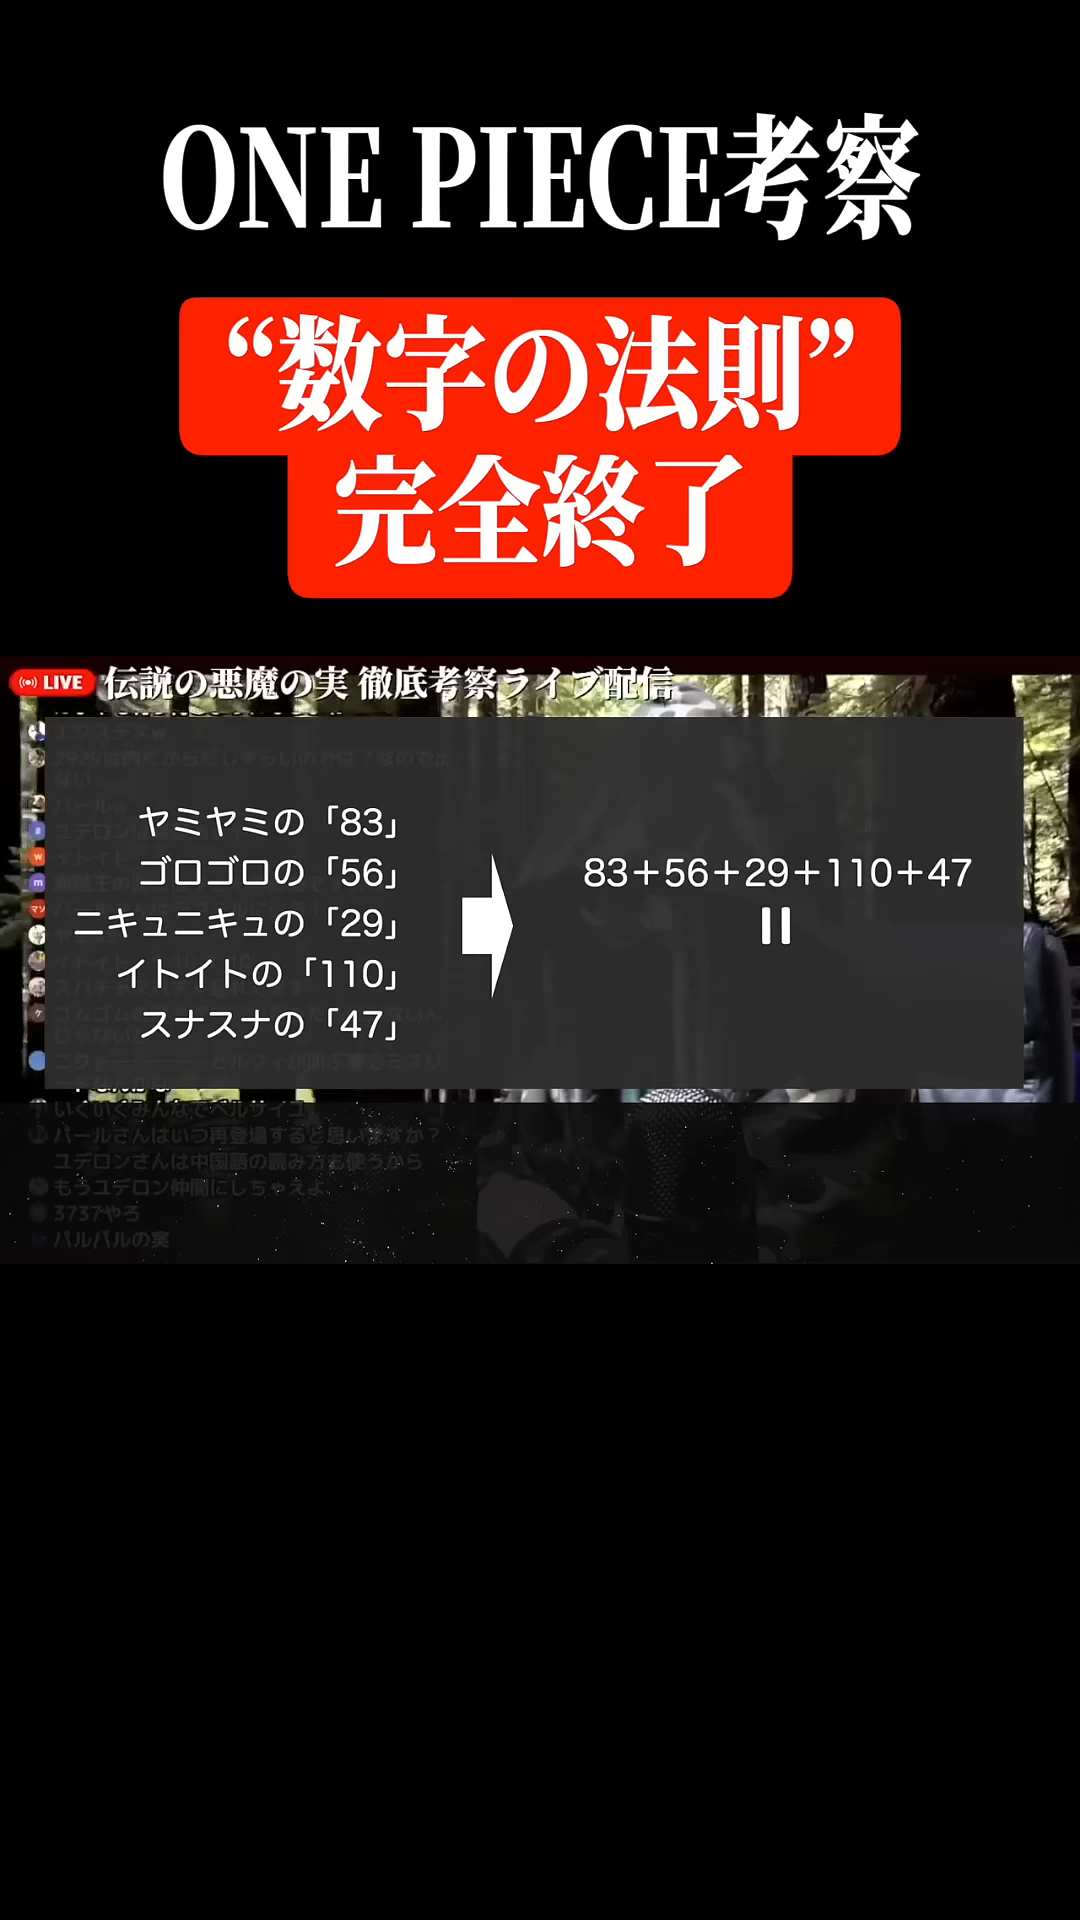 ONE PIECE考察
“数字の法則”
完全終了
LIVE 伝説の悪魔の実 徹底考察ライブ配信
ヤミヤミの「83」
ゴロゴロの「56」
ニキュニキュの「29」
イトイトの「110」
スナスナの「47」
83+56+29+110+47
いくいくみんなでベルサイユ
パールさんはいつ再登場すると思いますか？
ユデロンさんは中国語の読み方も使うから
もうユデロン仲間にしちゃえよ
3737やろ
パルパルの実